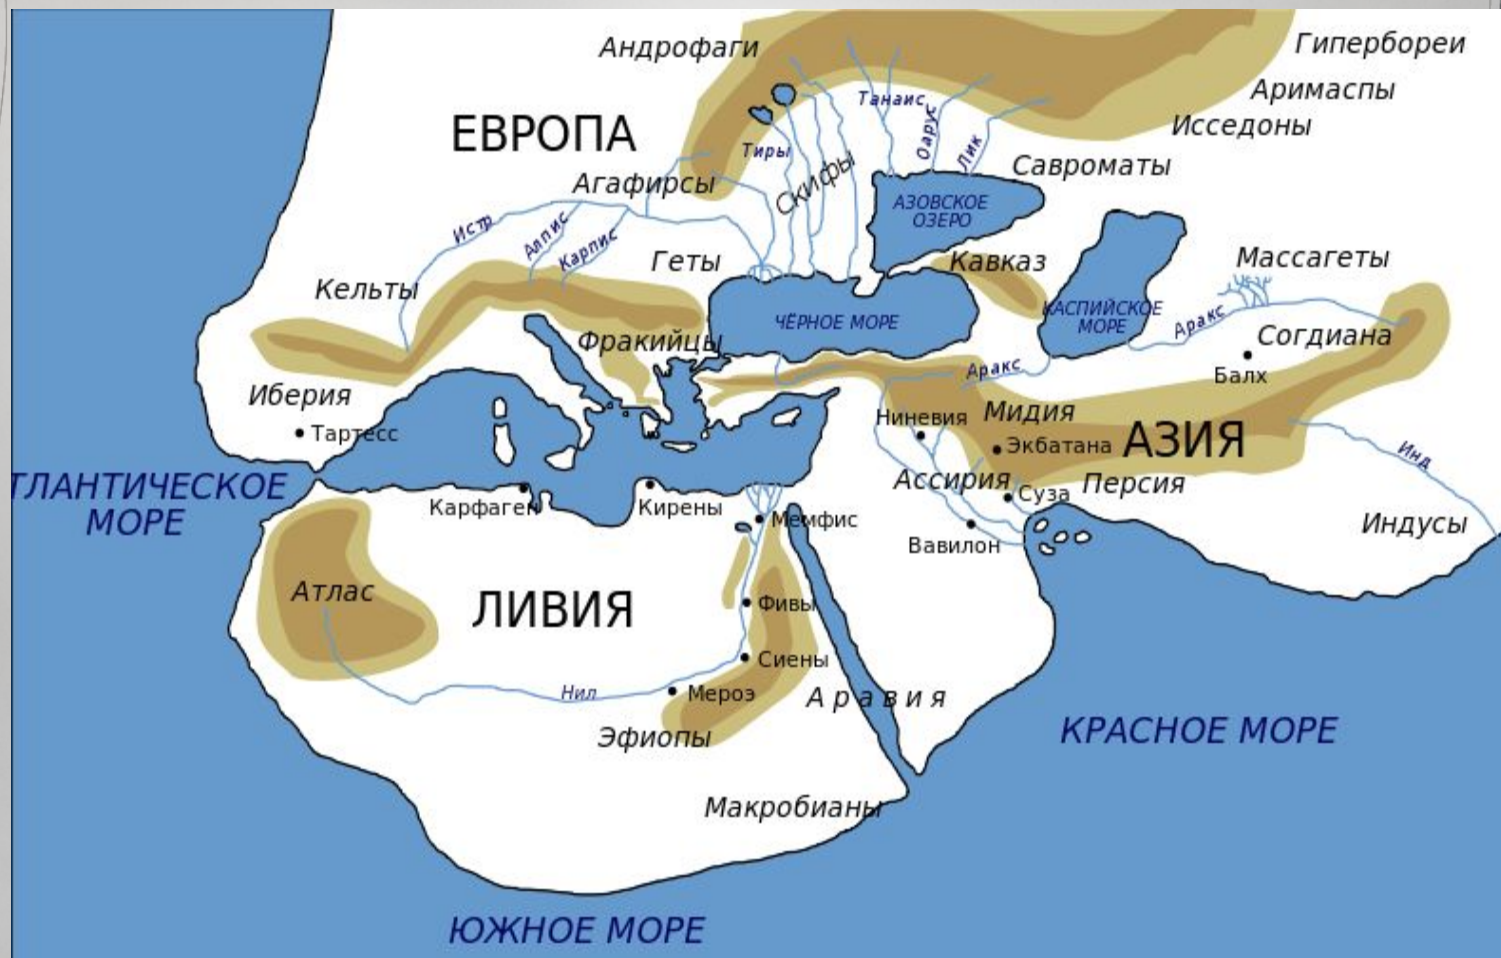 Андрофаги
Гипербореи
Аримаспы
Исседоны
ЕВРОПА
Танаис
Оарус
Лик
Тиры
Скифы
Савроматы
Агафирсы
АЗОВСКОЕ
ОЗЕРО
Истр
Алпис
Карпис
Геты
Кавказ
Массагеты
Кельты
ЧЁРНОЕ МОРЕ
КАСПИЙСКОЕ
МОРЕ
Аракс
Согдиана
Фракийцы
Аракс
Балх
Иберия
Тартесс
Ниневия
Мидия
Экбатана
АЗИЯ
Инд
ТЛАНТИЧЕСКОЕ
МОРЕ
Карфаген
Кирены
Мемфис
Ассирия
Суза
Персия
Вавилон
Индусы
Атлас
ЛИВИЯ
Фивы
Сиены
Нил
Мероэ
Аравия
Эфиопы
КРАСНОЕ МОРЕ
Макробианы
ЮЖНОЕ МОРЕ